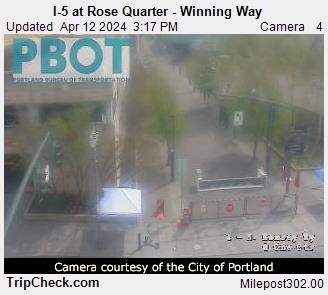 I-5 at Rose Quarter - Winning Way
Updated Apr 12 2024 3:17 PM Camera 4
PBOT
PORTLAND BUREAU OF TRANSPORTATION
Camera courtesy of the City of Portland
TripCheck.com Milepost302.00